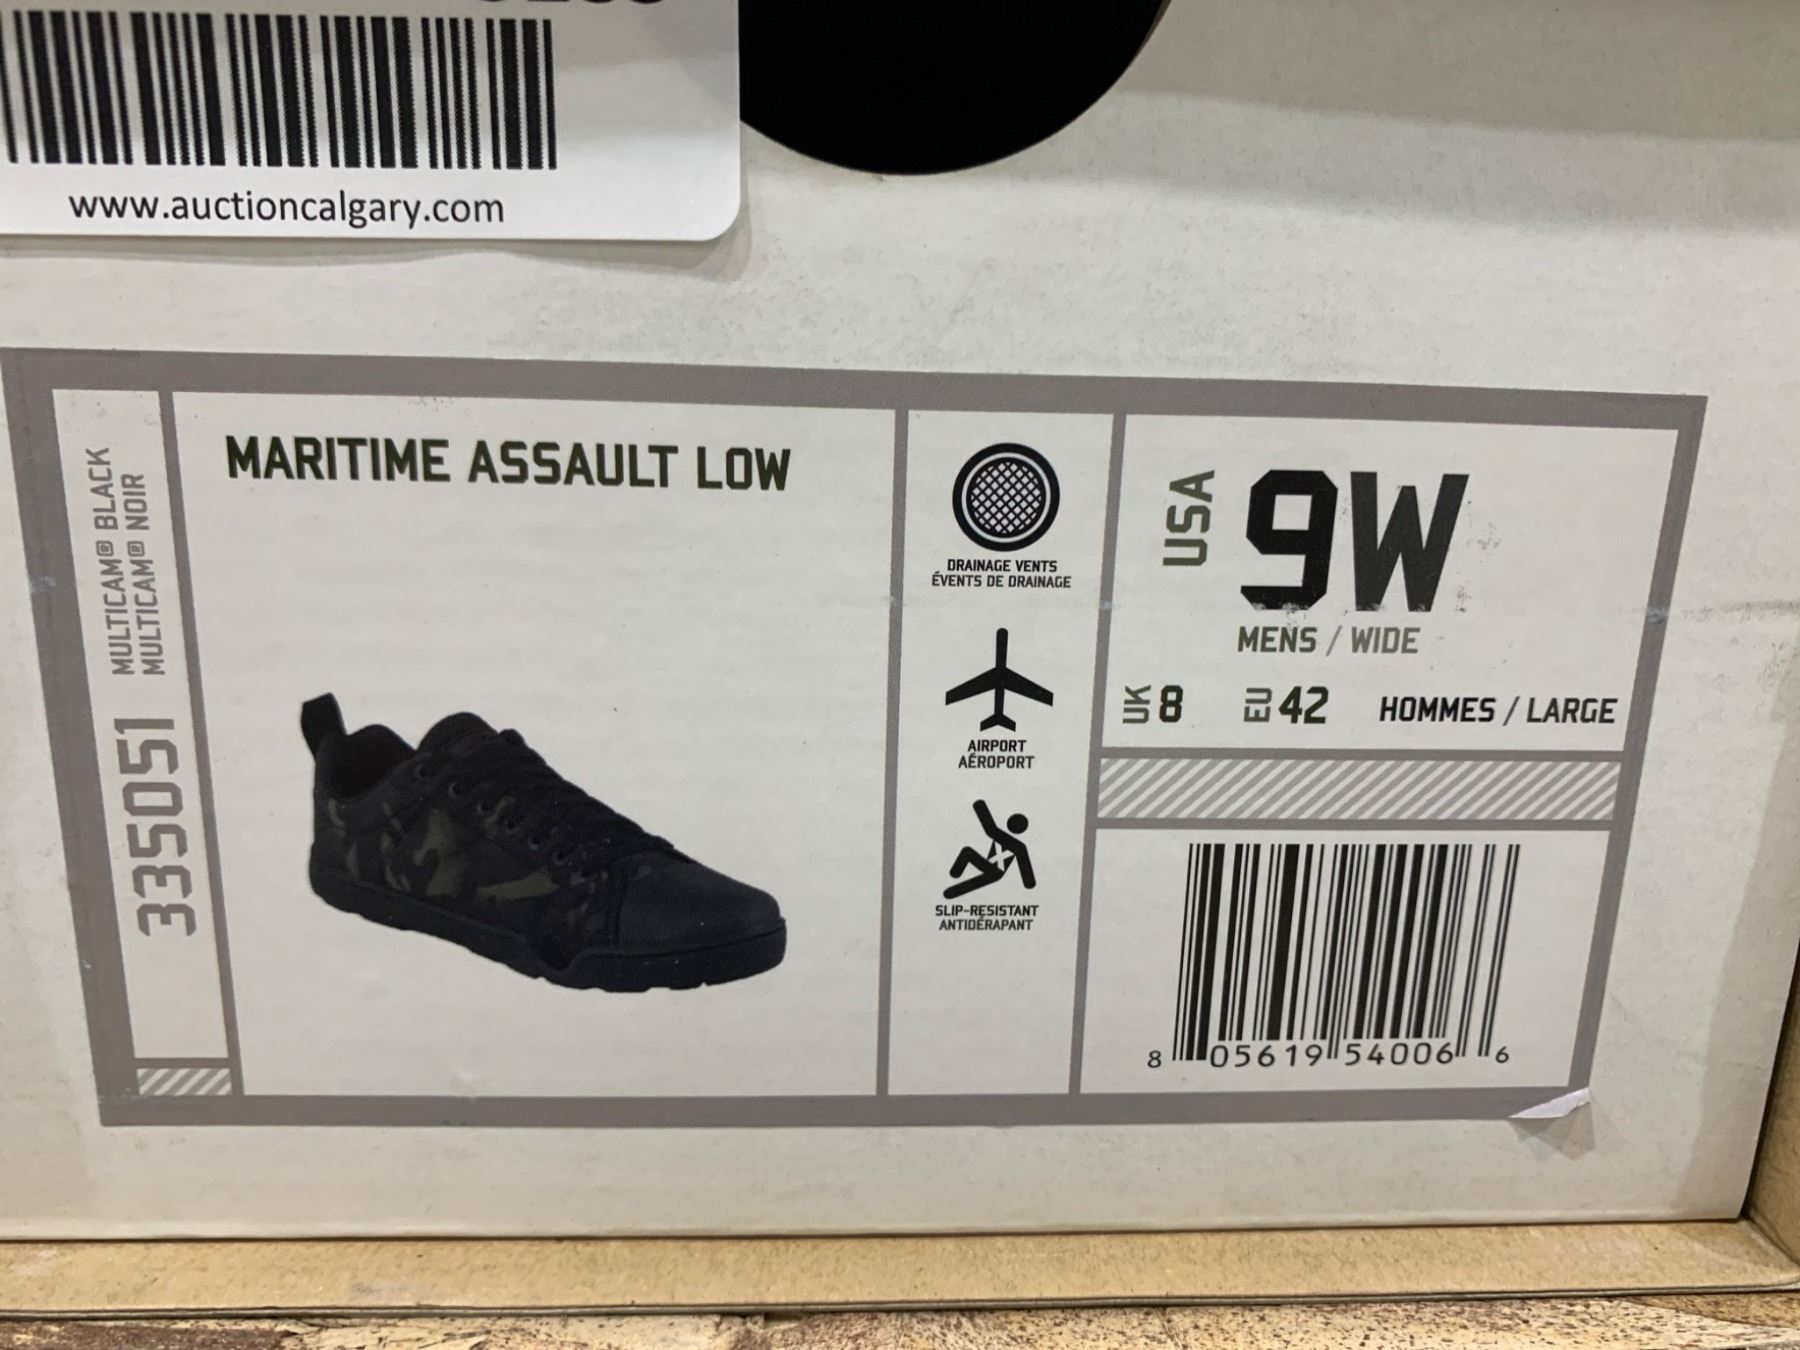 www.auctioncalgary.com
335051
MULTICAM® BLACK
MULTICAM® NOIR
MARITIME ASSAULT LOW
DRAINAGE VENTS
ÉVENTS DE DRAINAGE
AIRPORT
AÉROPORT
SLIP-RESISTANT
ANTIDÉRAPANT
USA 9W
MENS / WIDE
UK 8 EU 42 HOMMES / LARGE
8 05619 54006 6